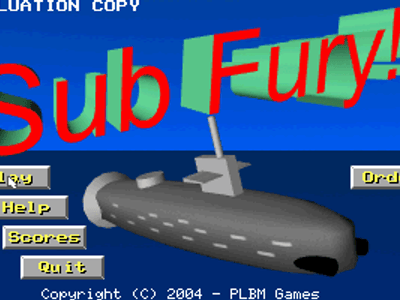 LUATION COPY
Sub Fury!
lay
Ord
Help
Scores
Quit
Copyright (C) 2004 - PLBM Games